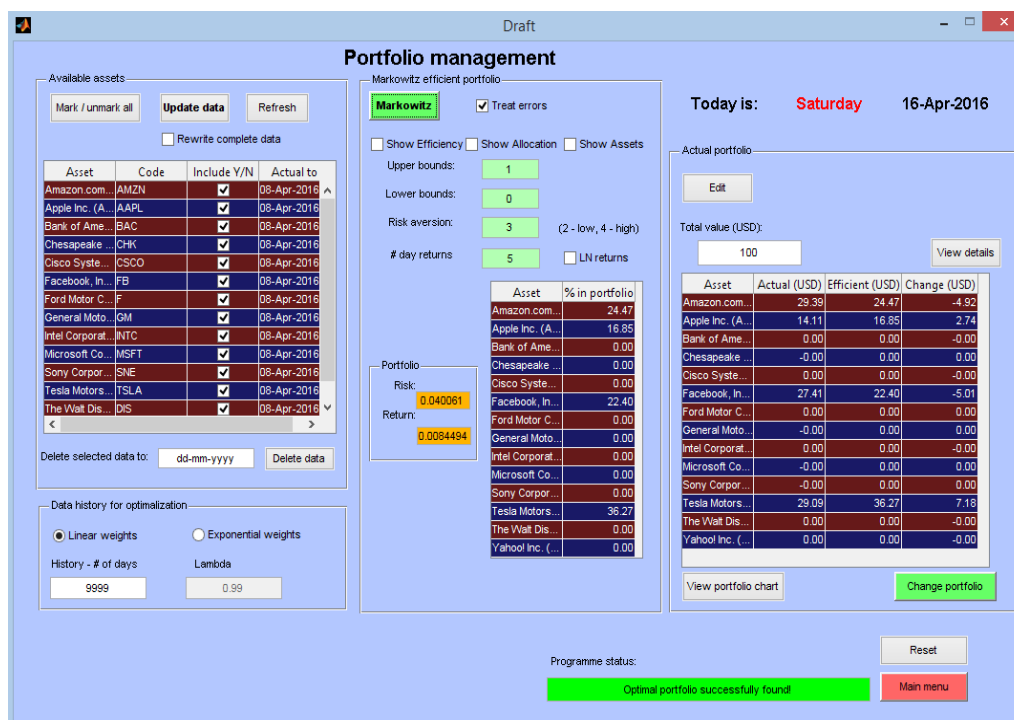 Draft
Portfolio management
Available assets
Mark / unmark all Update data Refresh
Rewrite complete data
Asset Code Include Y/N Actual to
Amazon.com... AMZN 08-Apr-2016
Apple Inc. (A... AAPL 08-Apr-2016
Bank of Ame... BAC 08-Apr-2016
Chesapeake ... CHK 08-Apr-2016
Cisco Syste... CSCO 08-Apr-2016
Facebook, In... FB 08-Apr-2016
Ford Motor C... F 08-Apr-2016
General Moto... GM 08-Apr-2016
Intel Corporat... INTC 08-Apr-2016
Microsoft Co... MSFT 08-Apr-2016
Sony Corpor... SNE 08-Apr-2016
Tesla Motors... TSLA 08-Apr-2016
The Walt Dis... DIS 08-Apr-2016
Delete selected data to: dd-mm-yyyy Delete data
Data history for optimalization
Linear weights Exponential weights
History - # of days Lambda
9999 0.99
Markowitz efficient portfolio
Markowitz Treat errors
Show Efficiency Show Allocation Show Assets
Upper bounds: 1
Lower bounds: 0
Risk aversion: 3 (2 - low, 4 - high)
# day returns 5 LN returns
Portfolio
Risk:
0.040061
Return:
0.0084494
Asset % in portfolio
Amazon.com... 24.47
Apple Inc. (A... 16.85
Bank of Ame... 0.00
Chesapeake ... 0.00
Cisco Syste... 0.00
Facebook, In... 22.40
Ford Motor C... 0.00
General Moto... 0.00
Intel Corporat... 0.00
Microsoft Co... 0.00
Sony Corpor... 0.00
Tesla Motors... 36.27
The Walt Dis... 0.00
Yahoo! Inc. (... 0.00
Today is: Saturday 16-Apr-2016
Actual portfolio
Edit
Total value (USD):
100 View details
Asset Actual (USD) Efficient (USD) Change (USD)
Amazon.com... 29.39 24.47 -4.92
Apple Inc. (A... 14.11 16.85 2.74
Bank of Ame... 0.00 0.00 -0.00
Chesapeake ... -0.00 0.00 0.00
Cisco Syste... 0.00 0.00 -0.00
Facebook, In... 27.41 22.40 -5.01
Ford Motor C... 0.00 0.00 0.00
General Moto... -0.00 0.00 0.00
Intel Corporat... 0.00 0.00 -0.00
Microsoft Co... -0.00 0.00 0.00
Sony Corpor... -0.00 0.00 0.00
Tesla Motors... 29.09 36.27 7.18
The Walt Dis... 0.00 0.00 -0.00
Yahoo! Inc. (... 0.00 0.00 -0.00
View portfolio chart Change portfolio
Reset
Programme status:
Optimal portfolio successfully found! Main menu